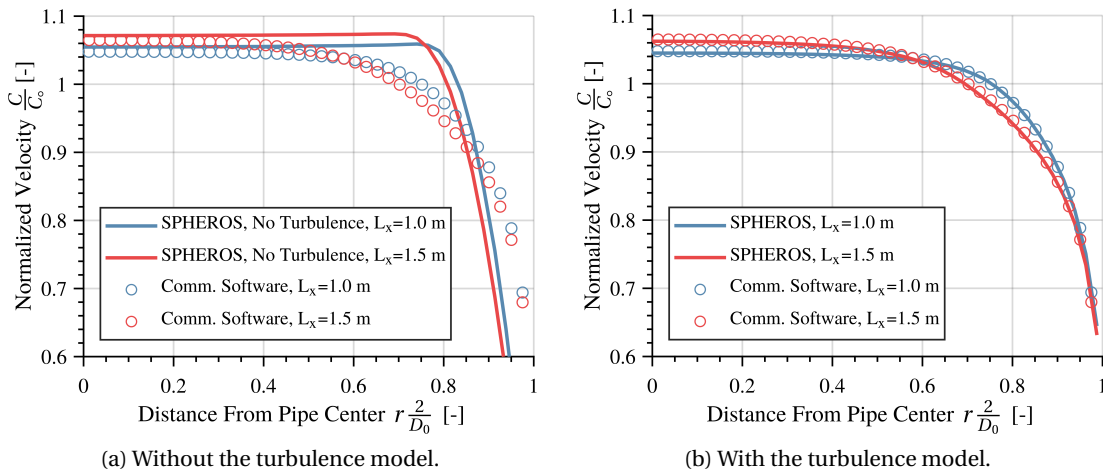 1.1
1
0.9
0.8
0.7
0.6
Normalized Velocity C/C∘ [-]
SPHEROS, No Turbulence, Lx=1.0 m
SPHEROS, No Turbulence, Lx=1.5 m
Comm. Software, Lx=1.0 m
Comm. Software, Lx=1.5 m
0 0.2 0.4 0.6 0.8 1
Distance From Pipe Center r 2/D0 [-]
(a) Without the turbulence model.
1.1
1
0.9
0.8
0.7
0.6
Normalized Velocity C/C∘ [-]
SPHEROS, Lx=1.0 m
SPHEROS, Lx=1.5 m
Comm. Software, Lx=1.0 m
Comm. Software, Lx=1.5 m
0 0.2 0.4 0.6 0.8 1
Distance From Pipe Center r 2/D0 [-]
(b) With the turbulence model.